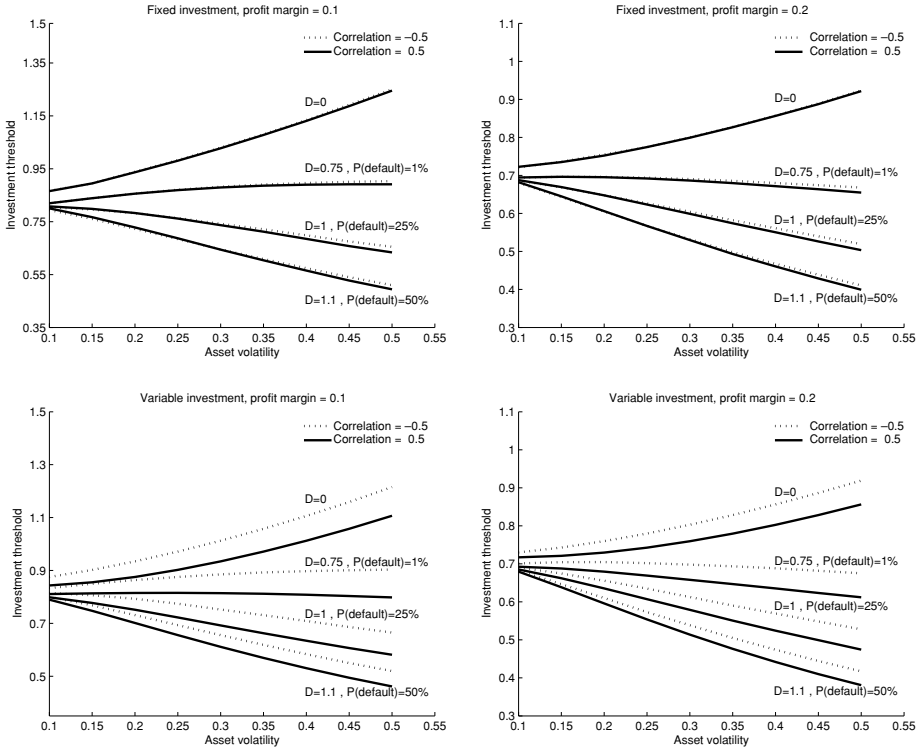 Fixed investment, profit margin = 0.1
1.5
1.35
1.15
0.95
0.75
0.55
0.35
Investment threshold
Correlation = −0.5
Correlation = 0.5
D=0
D=0.75 , P(default)=1%
D=1 , P(default)=25%
D=1.1 , P(default)=50%
0.1 0.15 0.2 0.25 0.3 0.35 0.4 0.45 0.5 0.55
Asset volatility
Fixed investment, profit margin = 0.2
1.1
1
0.9
0.8
0.7
0.6
0.5
0.4
0.3
Investment threshold
Correlation = −0.5
Correlation = 0.5
D=0
D=0.75 , P(default)=1%
D=1 , P(default)=25%
D=1.1 , P(default)=50%
0.1 0.15 0.2 0.25 0.3 0.35 0.4 0.45 0.5 0.55
Asset volatility
Variable investment, profit margin = 0.1
1.5
1.3
1.1
0.9
0.7
0.5
Investment threshold
Correlation = −0.5
Correlation = 0.5
D=0
D=0.75 , P(default)=1%
D=1 , P(default)=25%
D=1.1 , P(default)=50%
0.1 0.15 0.2 0.25 0.3 0.35 0.4 0.45 0.5 0.55
Asset volatility
Variable investment, profit margin = 0.2
1.1
1
0.9
0.8
0.7
0.6
0.5
0.4
0.3
Investment threshold
Correlation = −0.5
Correlation = 0.5
D=0
D=0.75 , P(default)=1%
D=1 , P(default)=25%
D=1.1 , P(default)=50%
0.1 0.15 0.2 0.25 0.3 0.35 0.4 0.45 0.5 0.55
Asset volatility